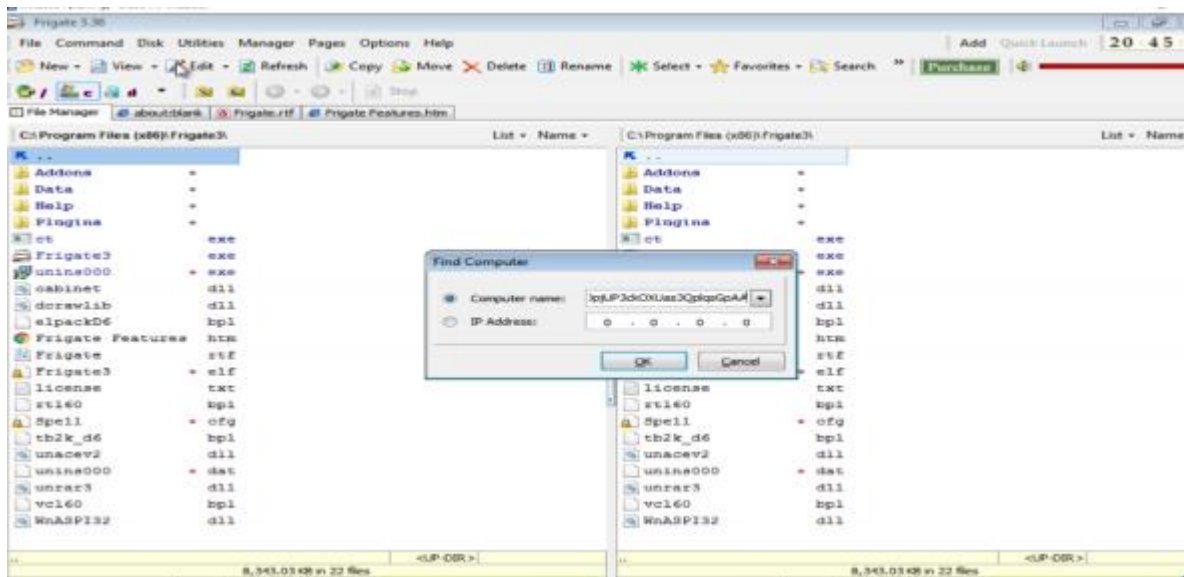 Frigate 3.36
File Command Disk Utilities Manager Pages Options Help
Add Quick Launch 20 45
New View Edit Refresh Copy Move Delete Rename Select Favorites Search » Purchase
/ c d Stop
File Manager about:blank Frigate.rtf Frigate Features.htm
C:\Program Files (x86)\Frigate3\ List Name
..
Addons
Data
Help
Plugins
ct exe
Frigate3 exe
unins000 exe
cabinet dll
dcrawlib dll
elpackD6 bpl
Frigate Features htm
Frigate rtf
Frigate3 elf
license txt
rtl60 bpl
Spell cfg
tb2k_d6 bpl
unacev2 dll
unins000 dat
unrar3 dll
vcl60 bpl
WnASPI32 dll
.. <UP-DIR>
8,343.03 KB in 22 files
C:\Program Files (x86)\Frigate3\ List Name
..
Addons
Data
Help
Plugins
ct exe
exe
exe
dll
dll
bpl
htm
rtf
elf
license txt
rtl60 bpl
Spell cfg
tb2k_d6 bpl
unacev2 dll
unins000 dat
unrar3 dll
vcl60 bpl
WnASPI32 dll
.. <UP-DIR>
8,343.03 KB in 22 files
Find Computer
Computer name:
IP Address: 0 . 0 . 0 . 0
OK Cancel